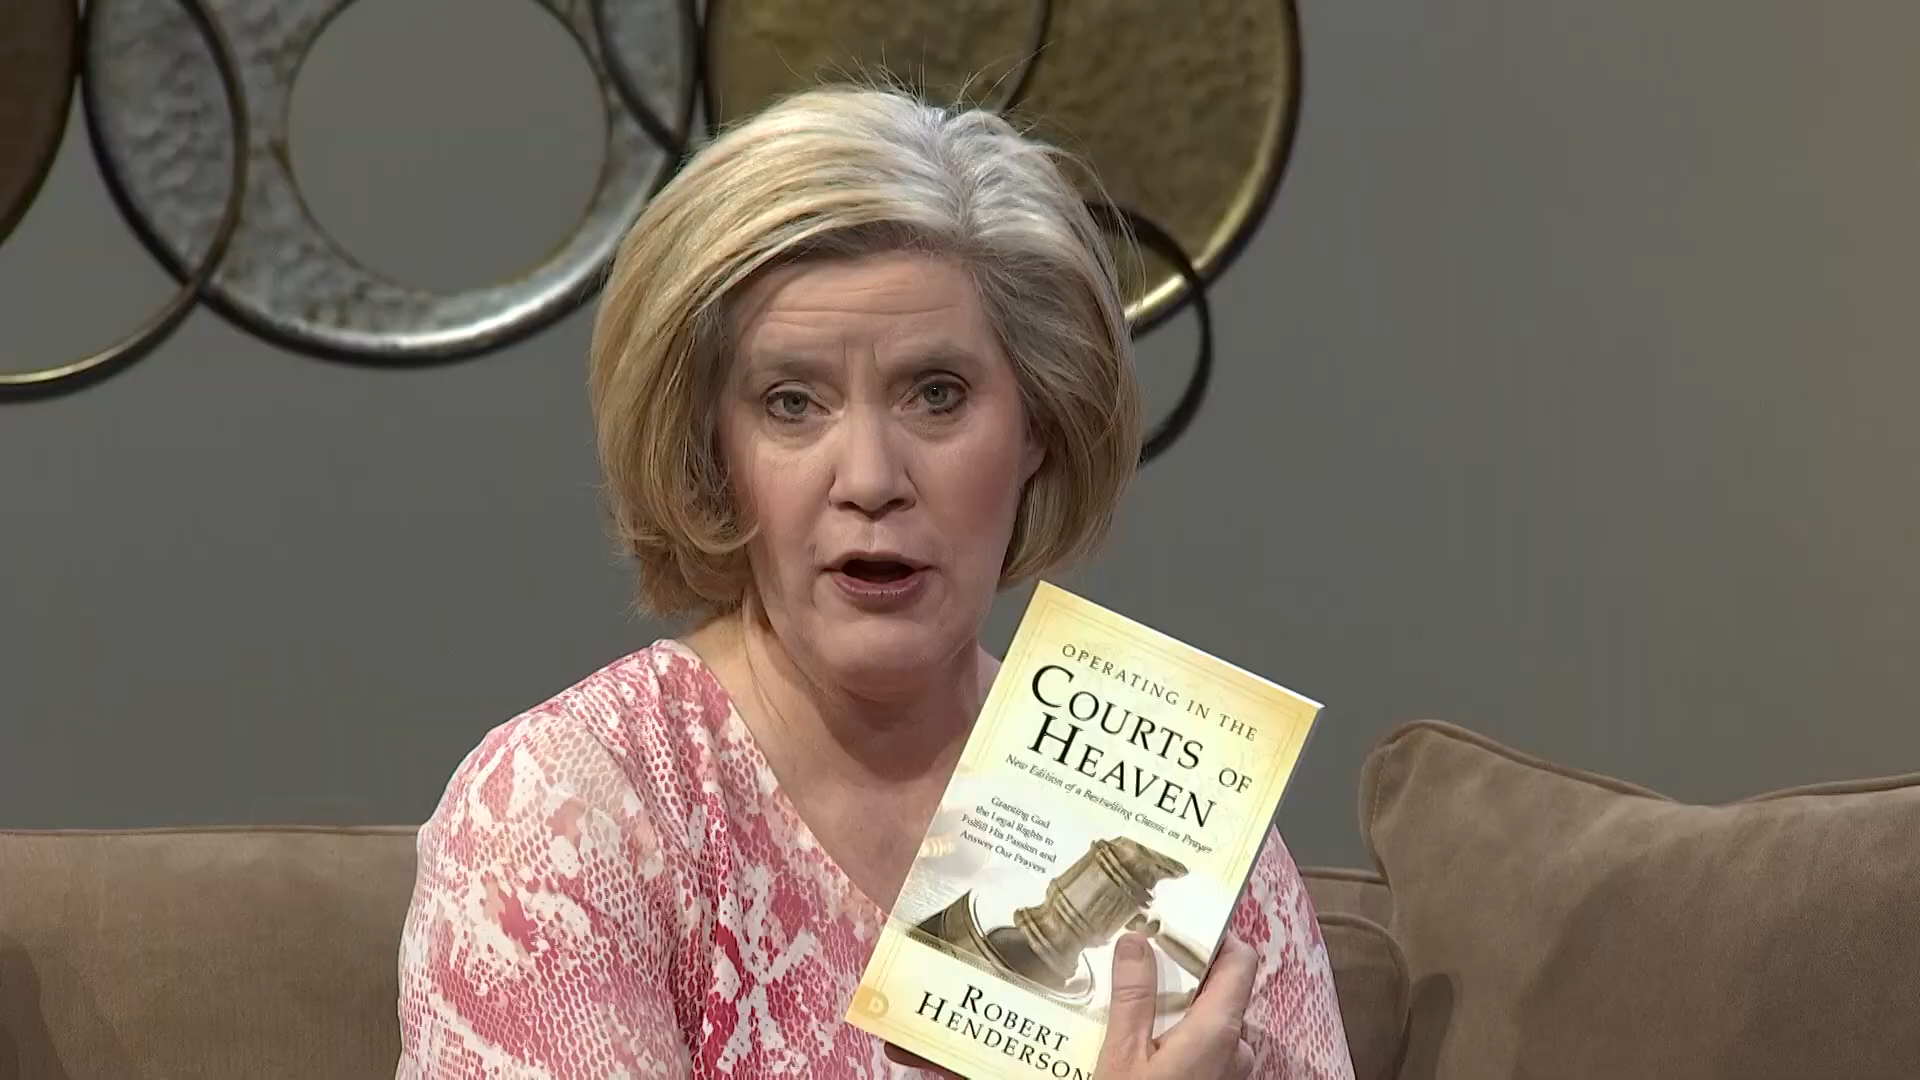 OPERATING IN THE
COURTS OF
HEAVEN
New Edition of a Bestselling Classic on Prayer
Granting God
the Legal Rights to
Fulfill His Passion and
Answer Our Prayers
D
ROBERT
HENDERSON